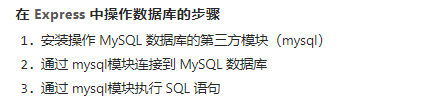 在 Express 中操作数据库的步骤
1. 安装操作 MySQL 数据库的第三方模块（mysql）
2. 通过 mysql模块连接到 MySQL 数据库
3. 通过 mysql模块执行 SQL 语句